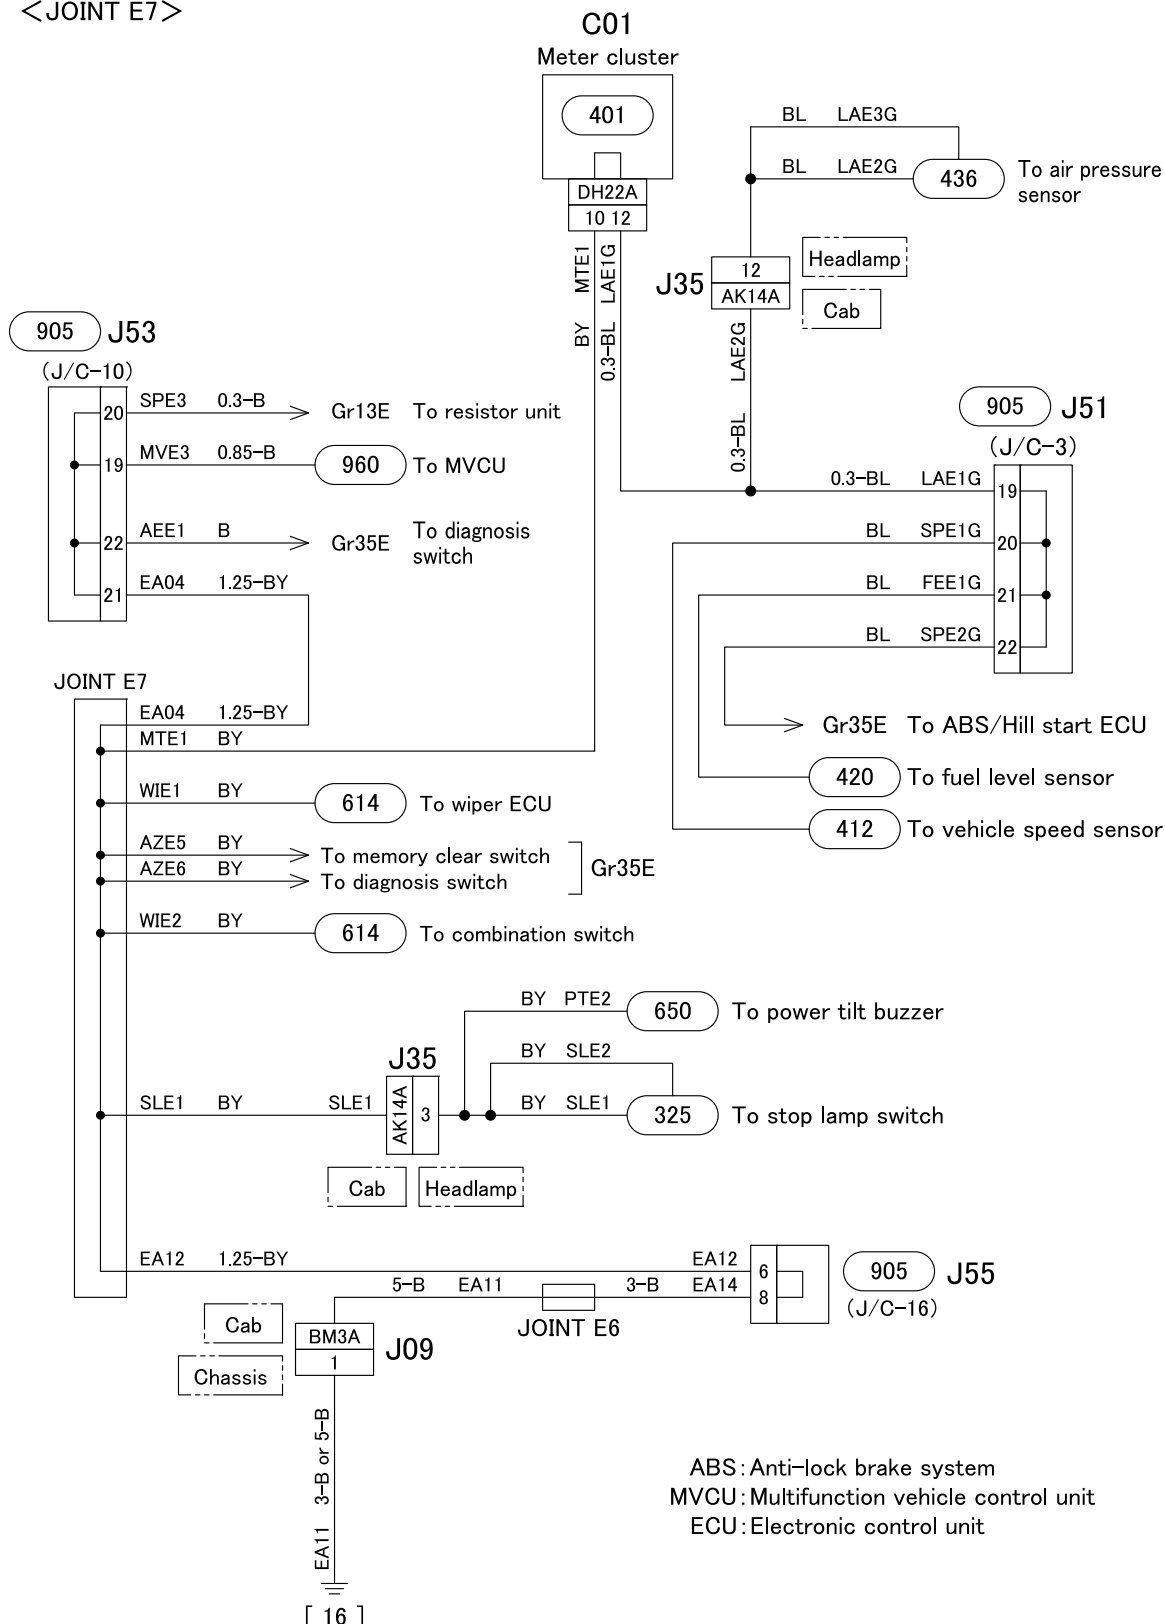 <JOINT E7>
C01
Meter cluster
401
DH22A
10 12
MTE1
BY
LAE1G
0.3-BL
BL LAE3G
BL LAE2G
436
To air pressure
sensor
J35
12
AK14A
Headlamp
Cab
LAE2G
0.3-BL
905 J53
(J/C-10)
20 SPE3 0.3-B Gr13E To resistor unit
19 MVE3 0.85-B 960 To MVCU
22 AEE1 B Gr35E To diagnosis
switch
21 EA04 1.25-BY
905 J51
(J/C-3)
0.3-BL LAE1G 19
BL SPE1G 20
BL FEE1G 21
BL SPE2G 22
Gr35E To ABS/Hill start ECU
420 To fuel level sensor
412 To vehicle speed sensor
JOINT E7
EA04 1.25-BY
MTE1 BY
WIE1 BY 614 To wiper ECU
AZE5 BY To memory clear switch
AZE6 BY To diagnosis switch
Gr35E
WIE2 BY 614 To combination switch
BY PTE2 650 To power tilt buzzer
BY SLE2
J35
SLE1 BY SLE1 AK14A 3 BY SLE1 325 To stop lamp switch
Cab Headlamp
EA12 1.25-BY EA12 6
5-B EA11 3-B EA14 8
905 J55
(J/C-16)
JOINT E6
Cab
BM3A
1
J09
Chassis
3-B or 5-B
EA11
[ 16 ]
ABS:Anti-lock brake system
MVCU:Multifunction vehicle control unit
ECU:Electronic control unit